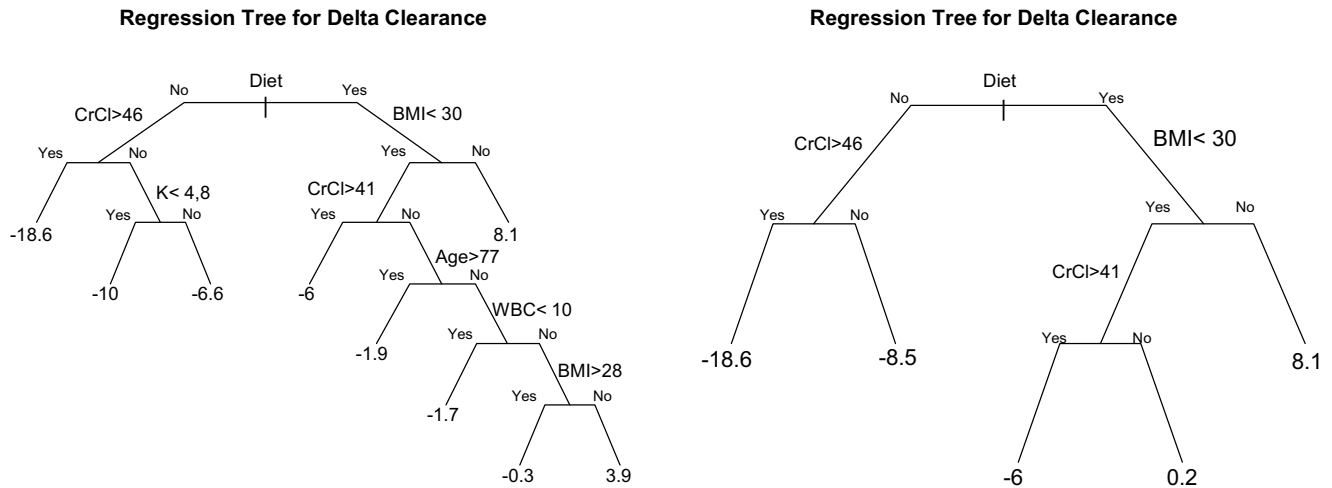 Regression Tree for Delta Clearance
Diet
No Yes
CrCl>46 BMI< 30
Yes No Yes No
K< 4,8 CrCl>41
-18.6 Yes No Yes No 8.1
Age>77
-10 -6.6 -6 Yes No
WBC< 10
-1.9 Yes No
BMI>28
-1.7 Yes No
-0.3 3.9
Regression Tree for Delta Clearance
Diet
No Yes
CrCl>46 BMI< 30
Yes No Yes No
CrCl>41
-18.6 -8.5 Yes No 8.1
-6 0.2